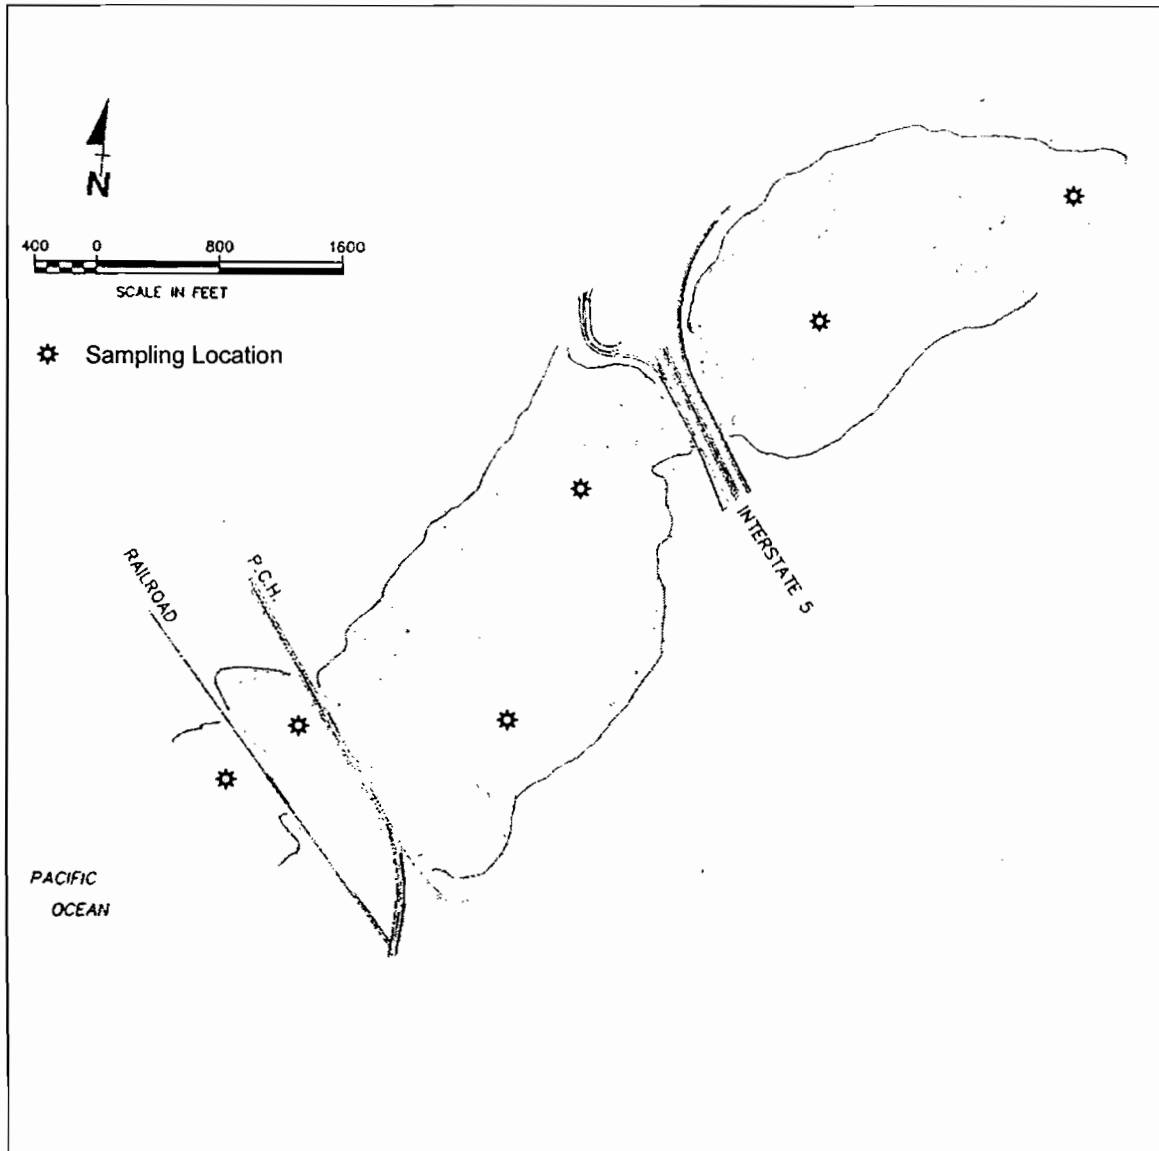 N
400 0 800 1600
SCALE IN FEET
Sampling Location
INTERSTATE 5
P.C.H.
RAILROAD
PACIFIC
OCEAN